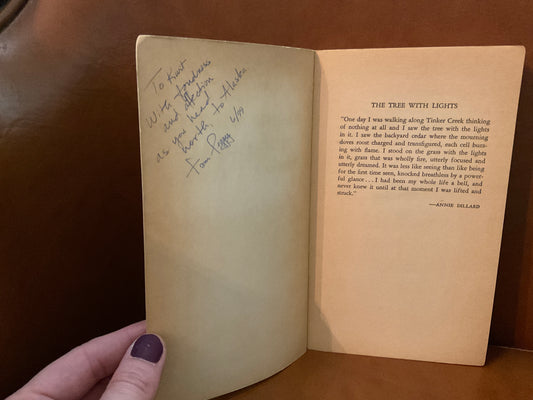 To Kurt
With fondness
and affection
as you head
north, to Alaska.
from Peggy 6/99
THE TREE WITH LIGHTS
"One day I was walking along Tinker Creek thinking
of nothing at all and I saw the tree with the lights
in it. I saw the backyard cedar where the mourning
doves roost charged and transfigured, each cell buzz-
ing with flame. I stood on the grass with the lights
in it, grass that was wholly fire, utterly focused and
utterly dreamed. It was less like seeing than like being
for the first time seen, knocked breathless by a power-
ful glance . . . I had been my whole life a bell, and
never knew it until at that moment I was lifted and
struck."
—ANNIE DILLARD